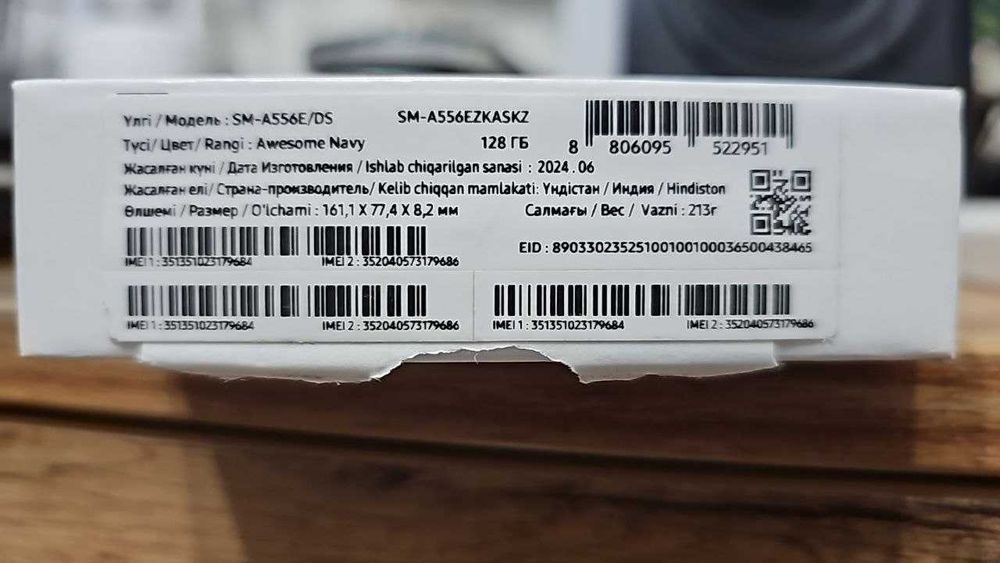 Үлгі / Модель : SM-A556E/DS SM-A556EZKASKZ
Түсі/ Цвет/ Rangi : Awesome Navy 128 ГБ
8 806095 522951
Жасалған күні / Дата Изготовления / Ishlab chiqarilgan sanasi : 2024.06
Жасалған елі/ Страна-производитель/ Kelib chiqqan mamlakati: Үндістан / Индия / Hindiston
Өлшемі / Размер / O'lchami : 161,1 X 77,4 X 8,2 мм Салмағы / Вес / Vazni : 213г
EID : 89033023525100100100036500438465
IMEI 1 : 351351023179684 IMEI 2 : 352040573179686
IMEI 1 : 351351023179684 IMEI 2 : 352040573179686
IMEI 1 : 351351023179684 IMEI 2 : 352040573179686